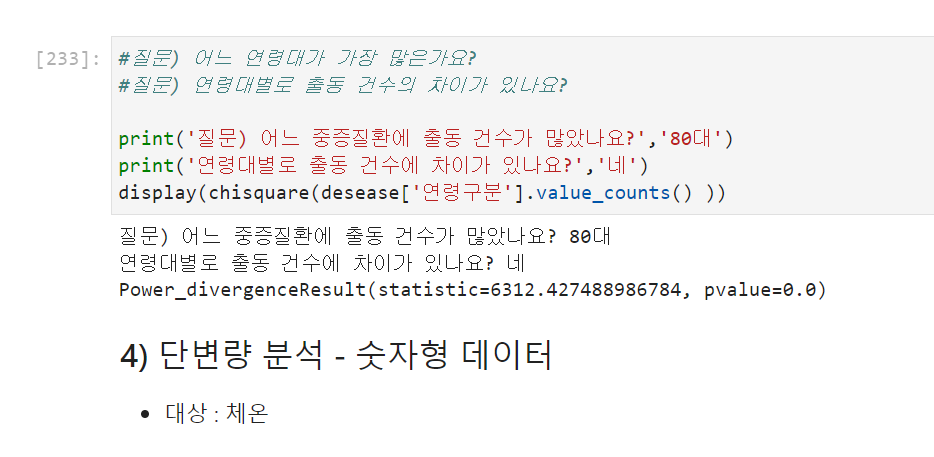 [233]: #질문) 어느 연령대가 가장 많은가요?
#질문) 연령대별로 출동 건수의 차이가 있나요?
print('질문) 어느 중증질환에 출동 건수가 많았나요?','80대')
print('연령대별로 출동 건수에 차이가 있나요?','네')
display(chisquare(desease['연령구분'].value_counts() ))
질문) 어느 중증질환에 출동 건수가 많았나요? 80대
연령대별로 출동 건수에 차이가 있나요? 네
Power_divergenceResult(statistic=6312.427488986784, pvalue=0.0)
4) 단변량 분석 - 숫자형 데이터
• 대상 : 체온